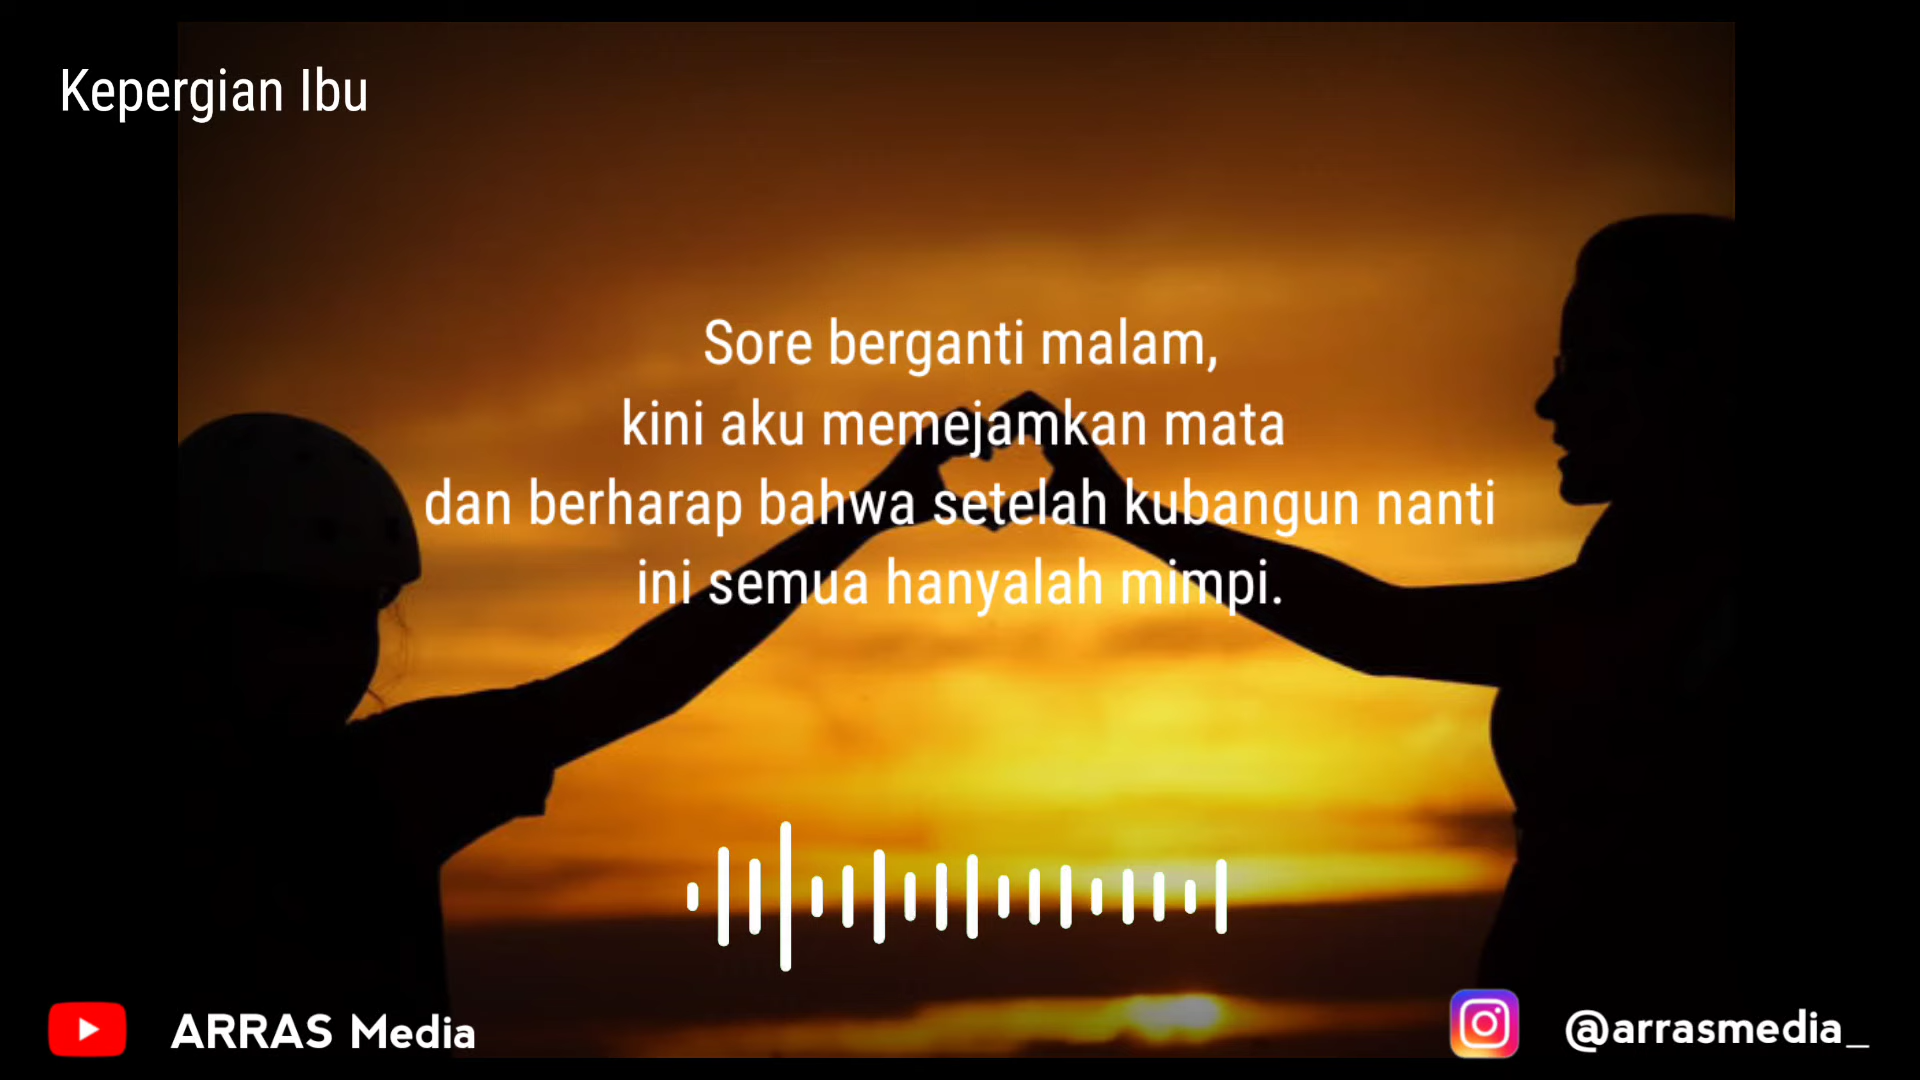 Kepergian Ibu
Sore berganti malam,
kini aku memejamkan mata
dan berharap bahwa setelah kubangun nanti
ini semua hanyalah mimpi.
ARRAS Media
@arrasmedia_